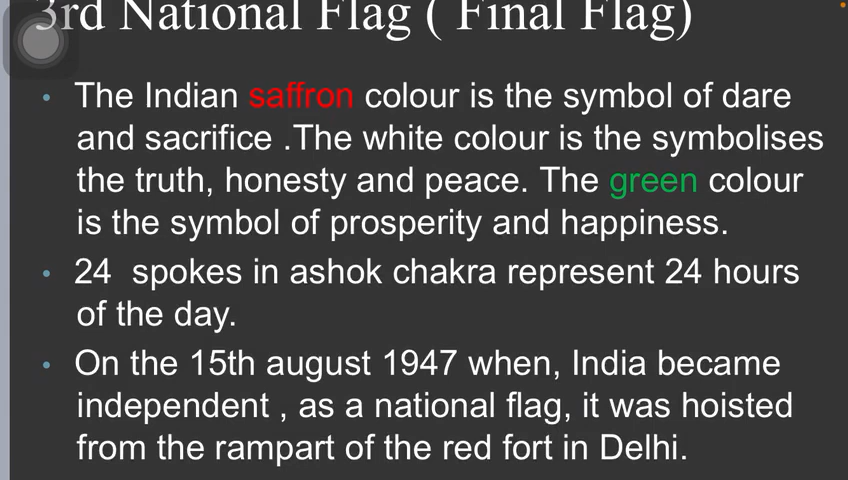 3rd National Flag ( Final Flag)
• The Indian saffron colour is the symbol of dare
and sacrifice .The white colour is the symbolises
the truth, honesty and peace. The green colour
is the symbol of prosperity and happiness.
• 24  spokes in ashok chakra represent 24 hours
of the day.
• On the 15th august 1947 when, India became
independent , as a national flag, it was hoisted
from the rampart of the red fort in Delhi.